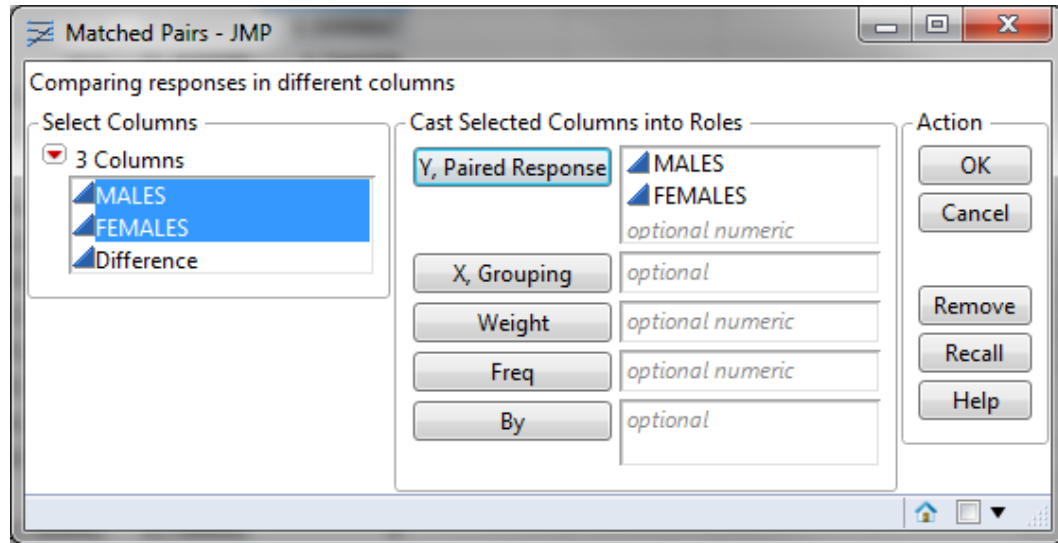 Matched Pairs - JMP
Comparing responses in different columns
Select Columns
3 Columns
MALES
FEMALES
Difference
Cast Selected Columns into Roles
Y, Paired Response
MALES
FEMALES
optional numeric
X, Grouping
optional
Weight
optional numeric
Freq
optional numeric
By
optional
Action
OK
Cancel
Remove
Recall
Help